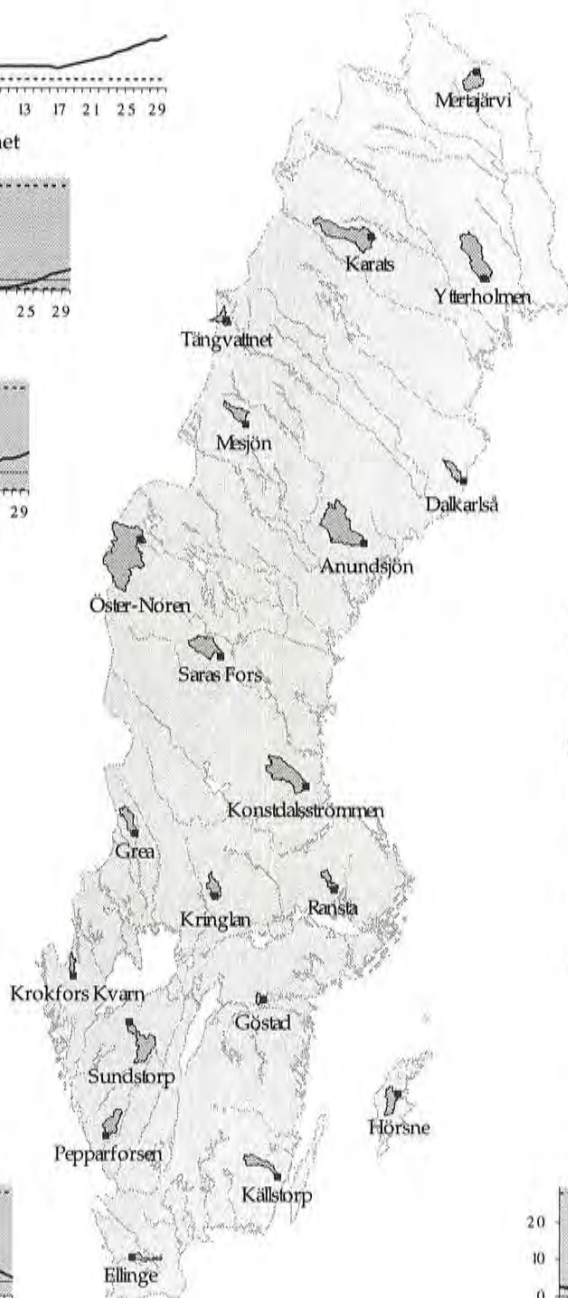 13 17 21 25 29
et
25 29
29
Mertajärvi
Karats
Ytterholmen
Tängvattnet
Mesjön
Dalkarlså
Anundsjön
Öster-Noren
Saras Fors
Konstdalsströmmen
Grea
Kringlan
Ransta
Krokfors Kvarn
Göstad
Sundstorp
Hörsne
Pepparforsen
Källstorp
Ellinge
20
10
0